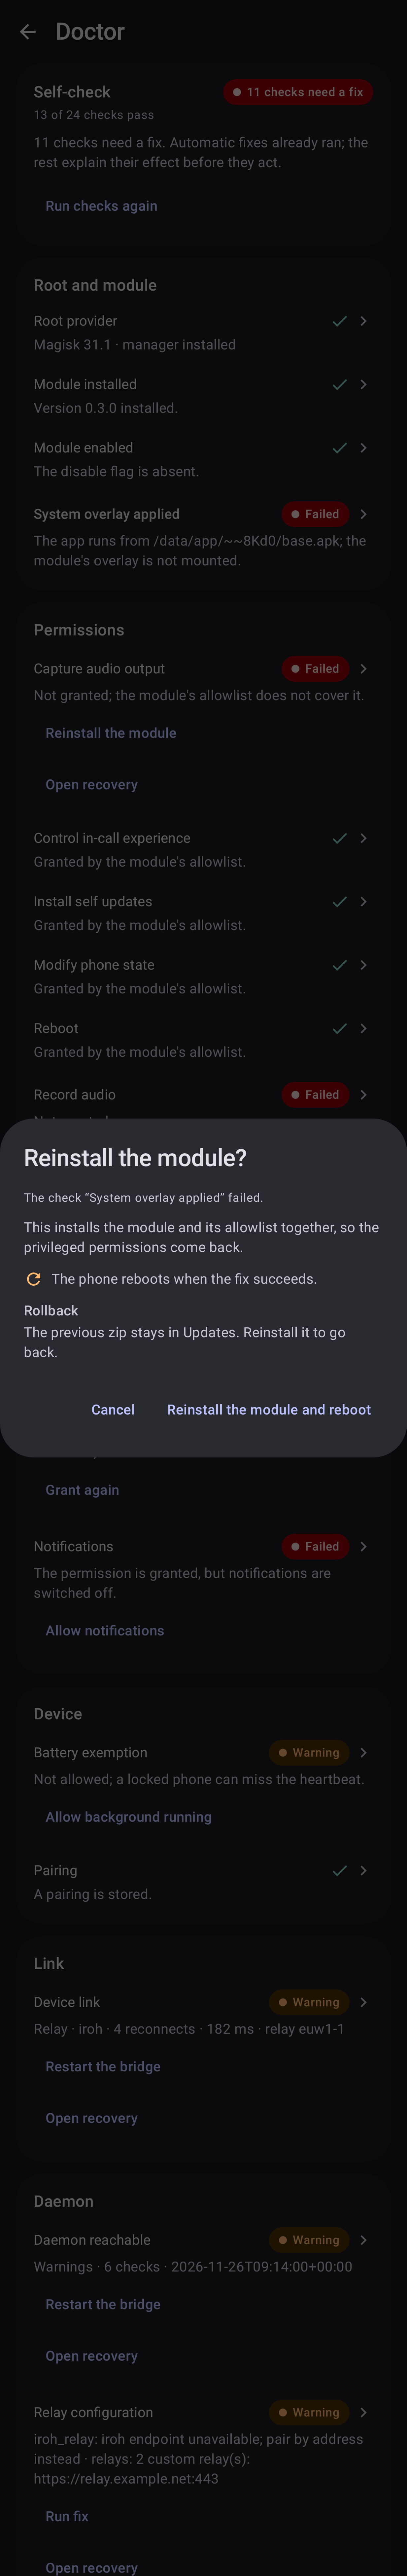 Doctor
Self-check
11 checks need a fix
13 of 24 checks pass
11 checks need a fix. Automatic fixes already ran; the
rest explain their effect before they act.
Run checks again
Root and module
Root provider
Magisk 31.1 · manager installed
Module installed
Version 0.3.0 installed.
Module enabled
The disable flag is absent.
System overlay applied
Failed
The app runs from /data/app/~~8Kd0/base.apk; the
module's overlay is not mounted.
Permissions
Capture audio output
Failed
Not granted; the module's allowlist does not cover it.
Reinstall the module
Open recovery
Control in-call experience
Granted by the module's allowlist.
Install self updates
Granted by the module's allowlist.
Modify phone state
Granted by the module's allowlist.
Reboot
Granted by the module's allowlist.
Record audio
Failed
Reinstall the module?
The check “System overlay applied” failed.
This installs the module and its allowlist together, so the
privileged permissions come back.
The phone reboots when the fix succeeds.
Rollback
The previous zip stays in Updates. Reinstall it to go
back.
Cancel
Reinstall the module and reboot
Grant again
Notifications
Failed
The permission is granted, but notifications are
switched off.
Allow notifications
Device
Battery exemption
Warning
Not allowed; a locked phone can miss the heartbeat.
Allow background running
Pairing
A pairing is stored.
Link
Device link
Warning
Relay · iroh · 4 reconnects · 182 ms · relay euw1-1
Restart the bridge
Open recovery
Daemon
Daemon reachable
Warning
Warnings · 6 checks · 2026-11-26T09:14:00+00:00
Restart the bridge
Open recovery
Relay configuration
Warning
iroh_relay: iroh endpoint unavailable; pair by address
instead · relays: 2 custom relay(s):
https://relay.example.net:443
Run fix
Open recovery